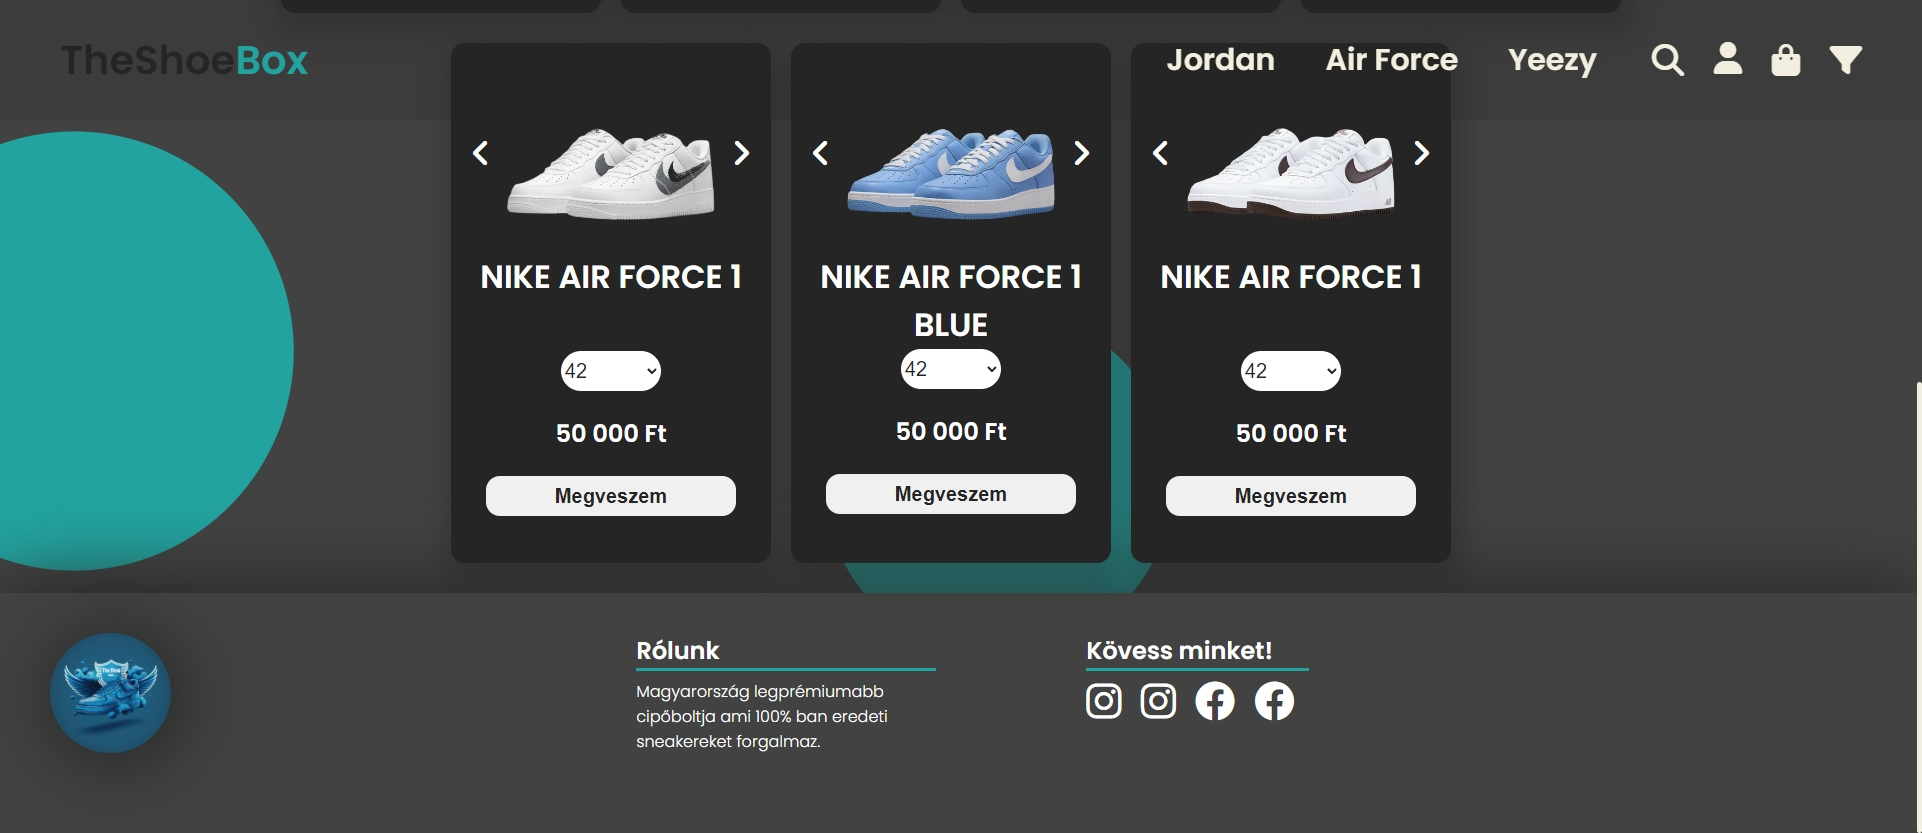 TheShoeBox
Jordan
Air Force
Yeezy
NIKE AIR FORCE 1
42
50 000 Ft
Megveszem
NIKE AIR FORCE 1
BLUE
42
50 000 Ft
Megveszem
NIKE AIR FORCE 1
42
50 000 Ft
Megveszem
The Shoe
Rólunk
Magyarország legprémiumabb
cipőboltja ami 100% ban eredeti
sneakereket forgalmaz.
Kövess minket!